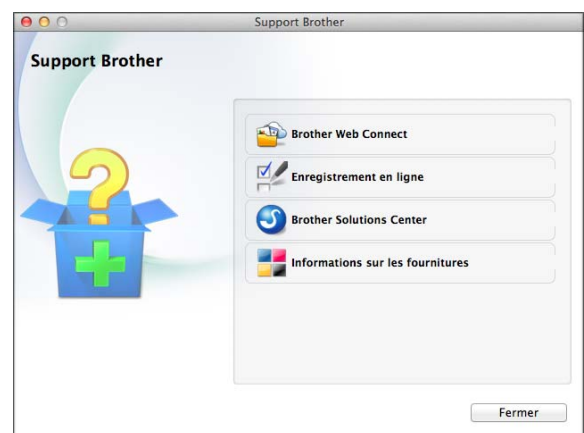 Support Brother
Support Brother
Brother Web Connect
Enregistrement en ligne
Brother Solutions Center
Informations sur les fournitures
Fermer